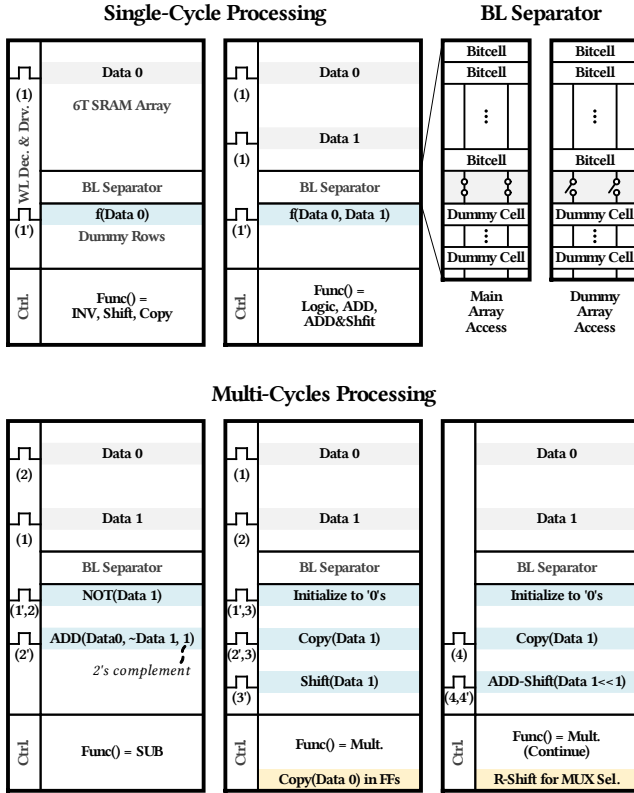 Single-Cycle Processing
(1)
(1')
WL Dec. & Drv.
Ctrl.
Data 0
6T SRAM Array
BL Separator
f(Data 0)
Dummy Rows
Func() =
INV, Shift, Copy
(1)
(1)
(1')
Ctrl.
Data 0
Data 1
BL Separator
f(Data 0, Data 1)
Func() =
Logic, ADD,
ADD&Shfit
BL Separator
Bitcell
Bitcell
⋮
Bitcell
Dummy Cell
⋮
Dummy Cell
Main
Array
Access
Bitcell
Bitcell
⋮
Bitcell
Dummy Cell
⋮
Dummy Cell
Dummy
Array
Access
Multi-Cycles Processing
(2)
(1)
(1',2)
(2')
Ctrl.
Data 0
Data 1
BL Separator
NOT(Data 1)
ADD(Data0, ~Data 1, 1)
2's complement
Func() = SUB
(1)
(2)
(1',3)
(2',3)
(3')
Ctrl.
Data 0
Data 1
BL Separator
Initialize to '0's
Copy(Data 1)
Shift(Data 1)
Func() = Mult.
Copy(Data 0) in FFs
(4)
(4,4')
Ctrl.
Data 0
Data 1
BL Separator
Initialize to '0's
Copy(Data 1)
ADD-Shift(Data 1<<1)
Func() = Mult.
(Continue)
R-Shift for MUX Sel.